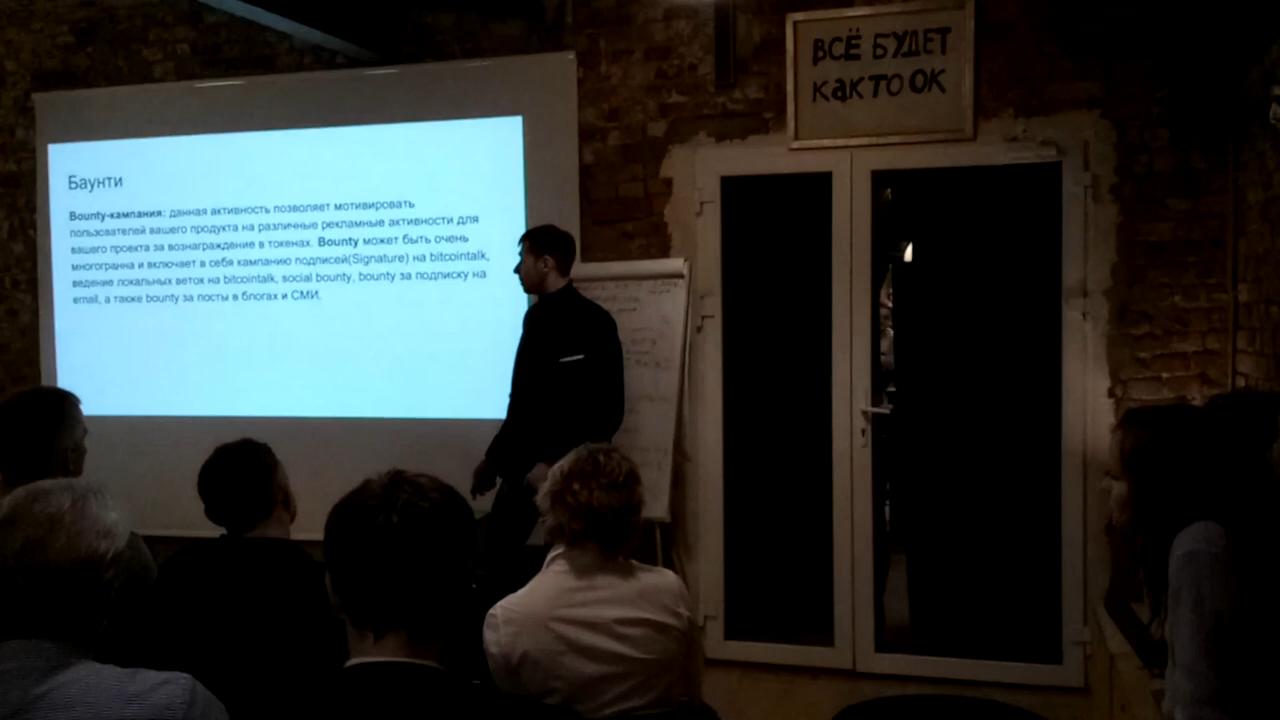 ВСЁ БУДЕТ
КАКТО ОК
Баунти
Bounty-кампания: данная активность позволяет мотивировать
пользователей вашего продукта на различные рекламные активности для
вашего проекта за вознаграждение в токенах. Bounty может быть очень
многогранна и включает в себя кампанию подписей(Signature) на bitcointalk,
ведение локальных веток на bitcointalk, social bounty, bounty за подписку на
email, а также bounty за посты в блогах и СМИ.